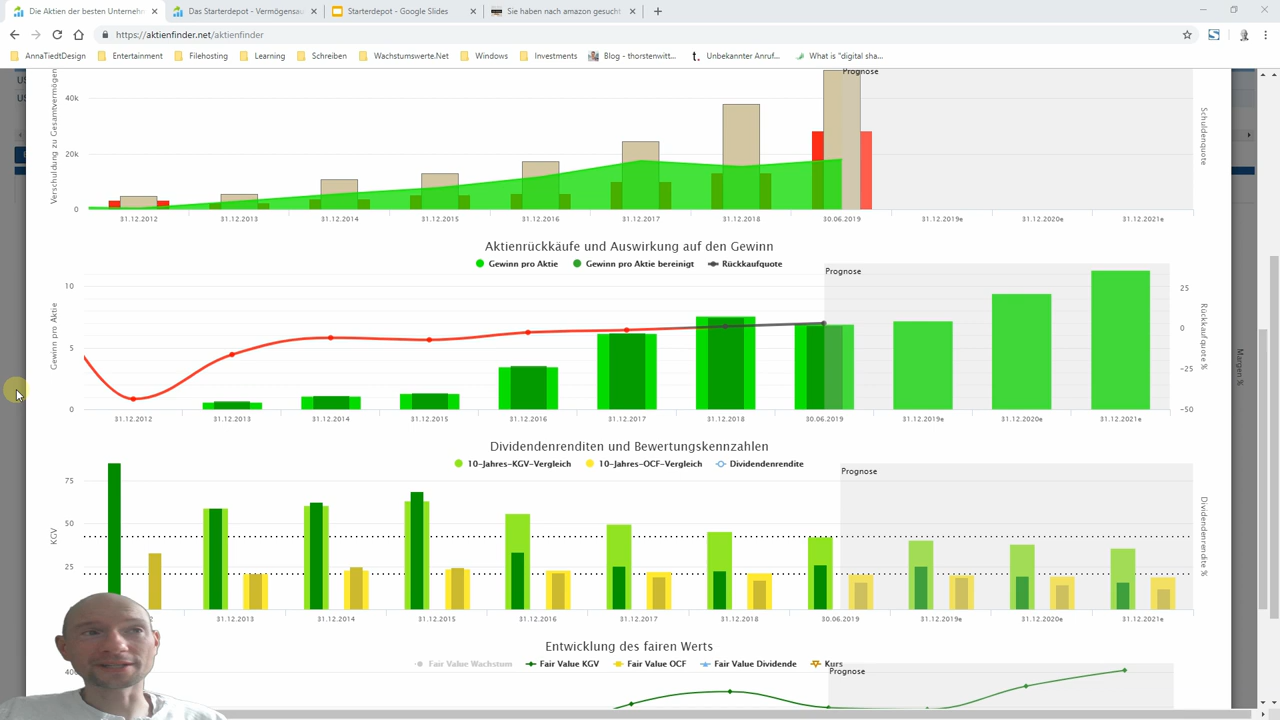 Die Aktien der besten Unternehm
Das Starterdepot - Vermögensau
Starterdepot - Google Slides
Sie haben nach amazon gesucht
https://aktienfinder.net/aktienfinder
AnnaTiedtDesign
Entertainment
Filehosting
Learning
Schreiben
Wachstumswerte.Net
Windows
Investments
Blog - thorstenwitt...
Unbekannter Anruf...
What is "digital sha...
US
US
Prognose
40k
20k
0
Verschuldung zu Gesamtvermögen
Schuldenquote
31.12.2012 31.12.2013 31.12.2014 31.12.2015 31.12.2016 31.12.2017 31.12.2018 30.06.2019 31.12.2019e 31.12.2020e 31.12.2021e
Aktienrückkäufe und Auswirkung auf den Gewinn
Gewinn pro Aktie Gewinn pro Aktie bereinigt Rückkaufquote
Prognose
10
5
0
Gewinn pro Aktie
25
0
−25
−50
Rückkaufquote %
Margen %
31.12.2012 31.12.2013 31.12.2014 31.12.2015 31.12.2016 31.12.2017 31.12.2018 30.06.2019 31.12.2019e 31.12.2020e 31.12.2021e
Dividendenrenditen und Bewertungskennzahlen
10-Jahres-KGV-Vergleich 10-Jahres-OCF-Vergleich Dividendenrendite
Prognose
75
50
25
KGV
Dividendenrendite %
2 31.12.2013 31.12.2014 31.12.2015 31.12.2016 31.12.2017 31.12.2018 30.06.2019 31.12.2019e 31.12.2020e 31.12.2021e
Entwicklung des fairen Werts
Fair Value Wachstum Fair Value KGV Fair Value OCF Fair Value Dividende Kurs
Prognose